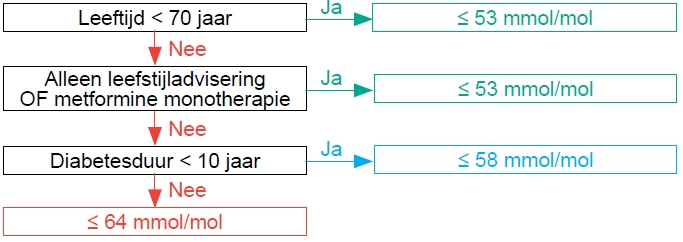 Leeftijd < 70 jaar
Ja
≤ 53 mmol/mol
Nee
Alleen leefstijladvisering
OF metformine monotherapie
Ja
≤ 53 mmol/mol
Nee
Diabetesduur < 10 jaar
Ja
≤ 58 mmol/mol
Nee
≤ 64 mmol/mol